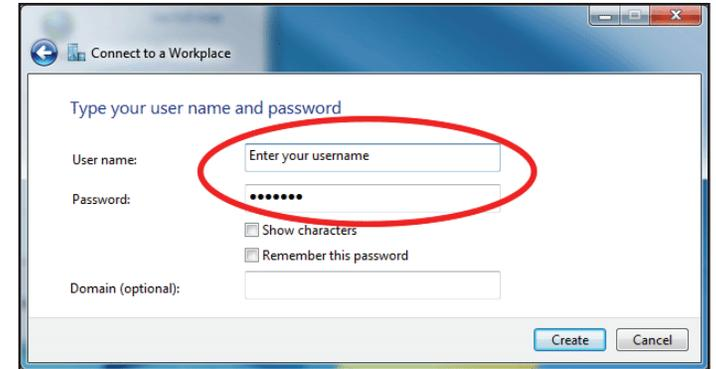 Connect to a Workplace
Type your user name and password
User name:
Enter your username
Password:
•••••••
Show characters
Remember this password
Domain (optional):
Create
Cancel